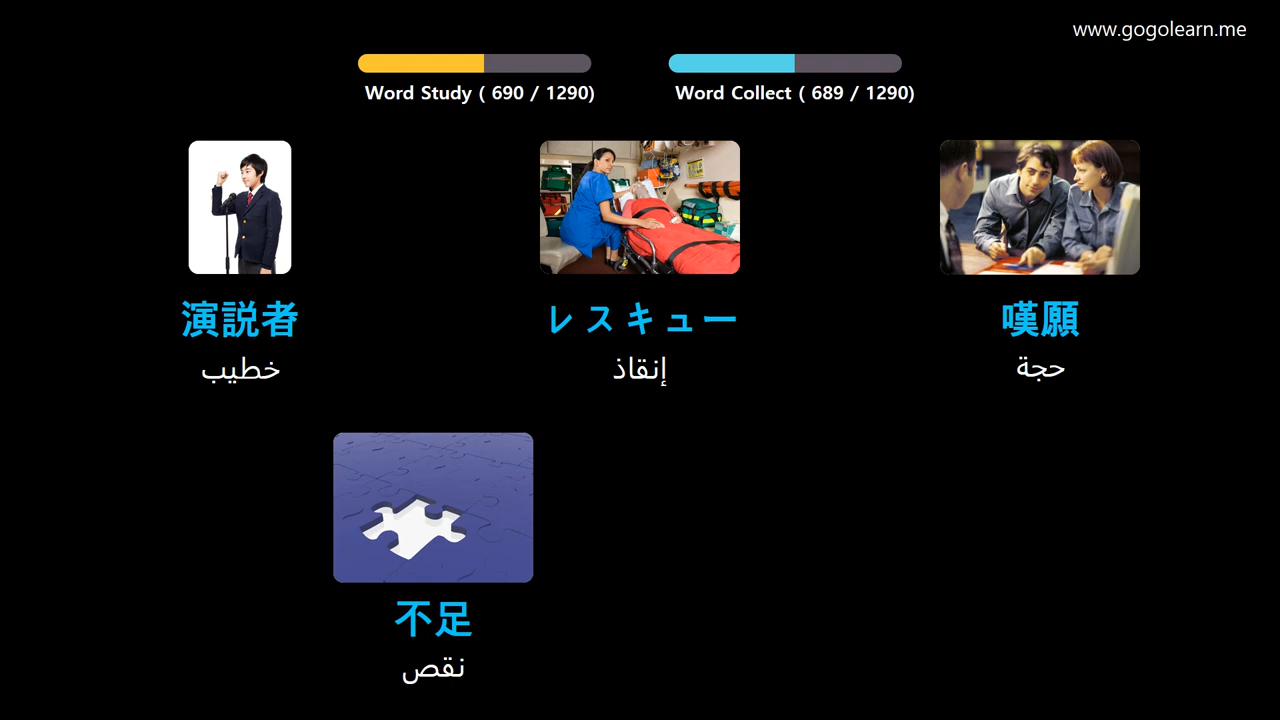 www.gogolearn.me
Word Study ( 690 / 1290)
Word Collect ( 689 / 1290)
演説者
خطيب
レスキュー
إنقاذ
嘆願
حجة
不足
نقص